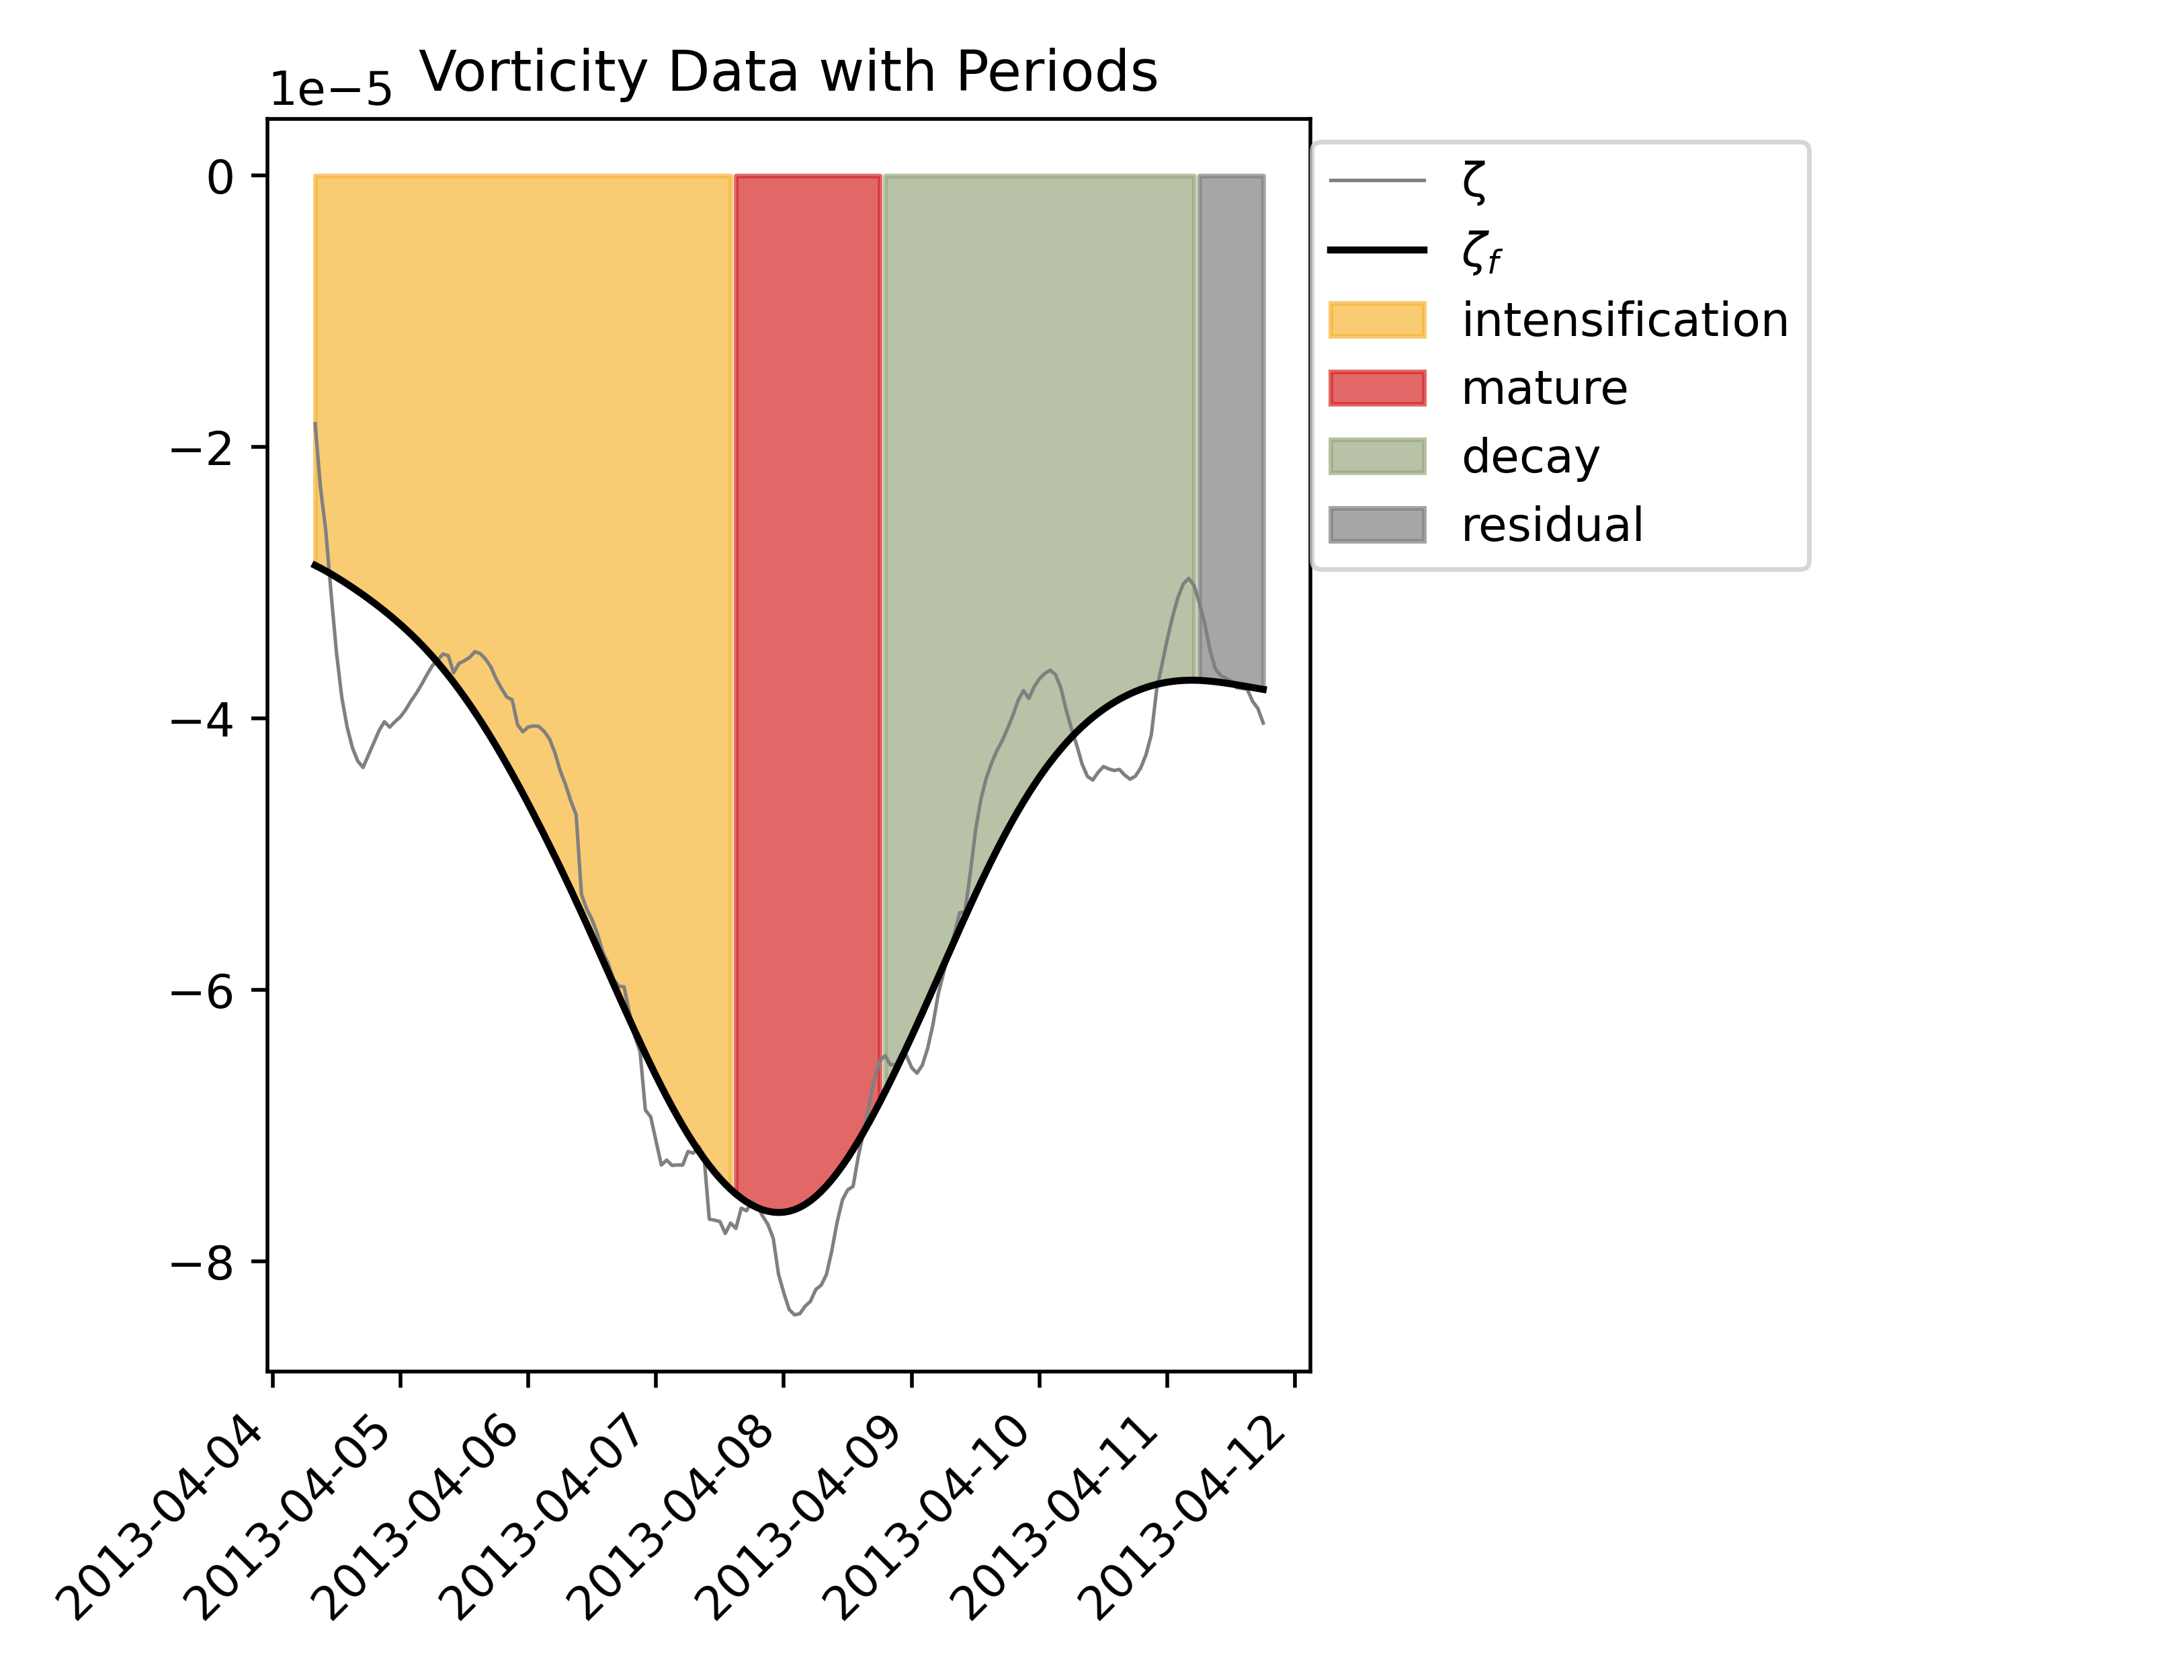 Vorticity Data with Periods
1e−5
0
−2
−4
−6
−8
2013-04-04
2013-04-05
2013-04-06
2013-04-07
2013-04-08
2013-04-09
2013-04-10
2013-04-11
2013-04-12
ζ
ζf
intensification
mature
decay
residual